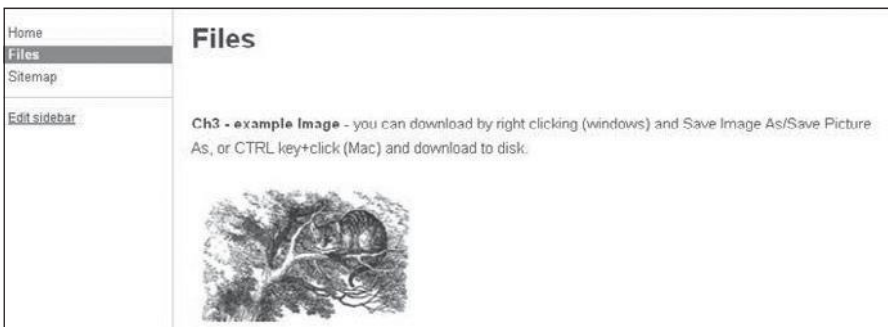 Home
Files
Sitemap
Edit sidebar
Files
Ch3 - example Image - you can download by right clicking (windows) and Save Image As/Save Picture
As, or CTRL key+click (Mac) and download to disk.